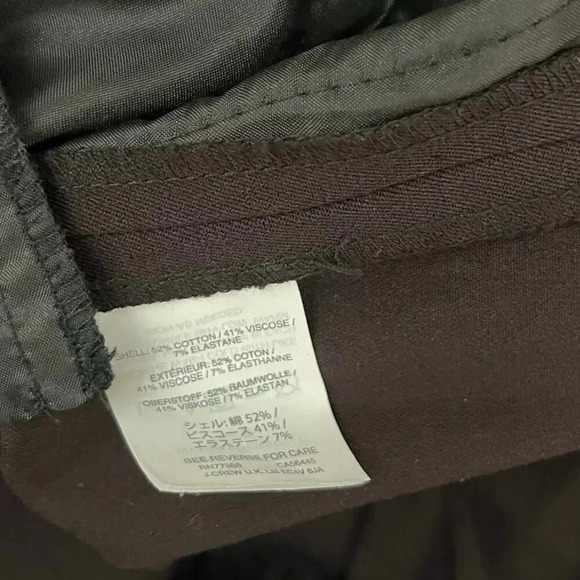 SHELL: 52% COTTON / 41% VISCOSE /
7% ELASTANE
EXTÉRIEUR: 52% COTON /
41% VISCOSE / 7% ÉLASTHANNE
OBERSTOFF: 52% BAUMWOLLE /
41% VISKOSE / 7% ELASTAN
シェル: 綿 52% /
ビスコース 41% /
エラステーン 7%
SEE REVERSE FOR CARE
RN77388 CA56445
J.CREW U.K. Ltd EC4V 6JA